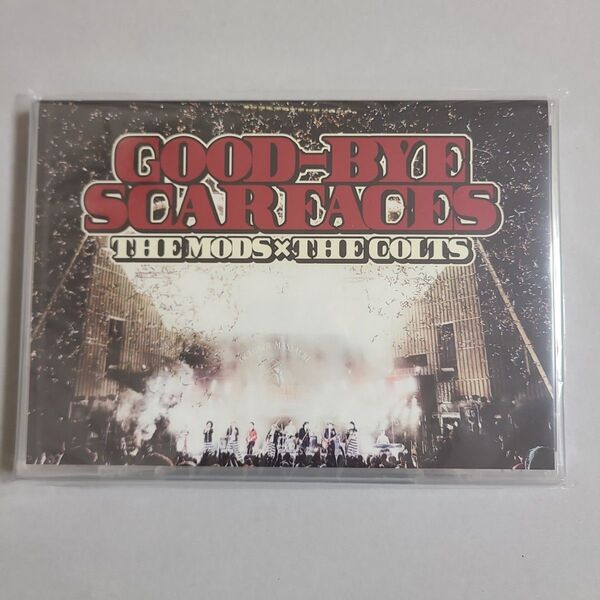 GOOD-BYE
SCARFACES
THE MODS×THE COLTS